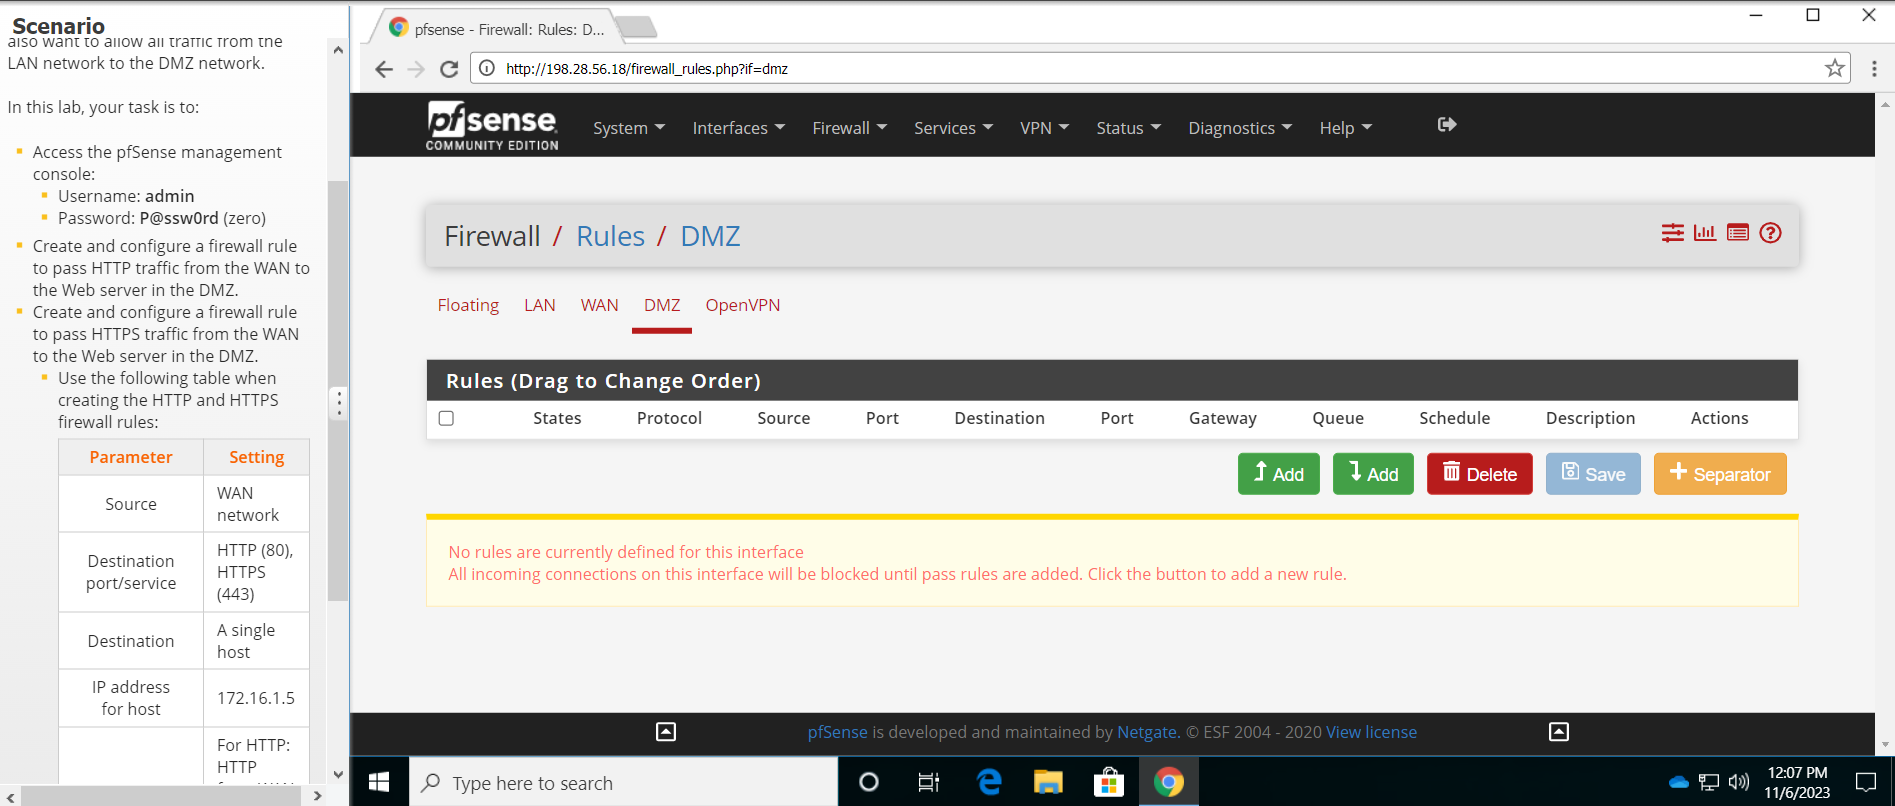 Scenario
also want to allow all traffic from the
LAN network to the DMZ network.
In this lab, your task is to:
Access the pfSense management
console:
Username: admin
Password: P@ssw0rd (zero)
Create and configure a firewall rule
to pass HTTP traffic from the WAN to
the Web server in the DMZ.
Create and configure a firewall rule
to pass HTTPS traffic from the WAN
to the Web server in the DMZ.
Use the following table when
creating the HTTP and HTTPS
firewall rules:
Parameter Setting
Source WAN
network
Destination
port/service HTTP (80),
HTTPS
(443)
Destination A single
host
IP address
for host 172.16.1.5
For HTTP:
HTTP
pfsense - Firewall: Rules: D...
http://198.28.56.18/firewall_rules.php?if=dmz
pfsense
COMMUNITY EDITION
System Interfaces Firewall Services VPN Status Diagnostics Help
Firewall / Rules / DMZ
Floating LAN WAN DMZ OpenVPN
Rules (Drag to Change Order)
States Protocol Source Port Destination Port Gateway Queue Schedule Description Actions
Add Add Delete Save Separator
No rules are currently defined for this interface
All incoming connections on this interface will be blocked until pass rules are added. Click the button to add a new rule.
pfSense is developed and maintained by Netgate. © ESF 2004 - 2020 View license
Type here to search
12:07 PM
11/6/2023